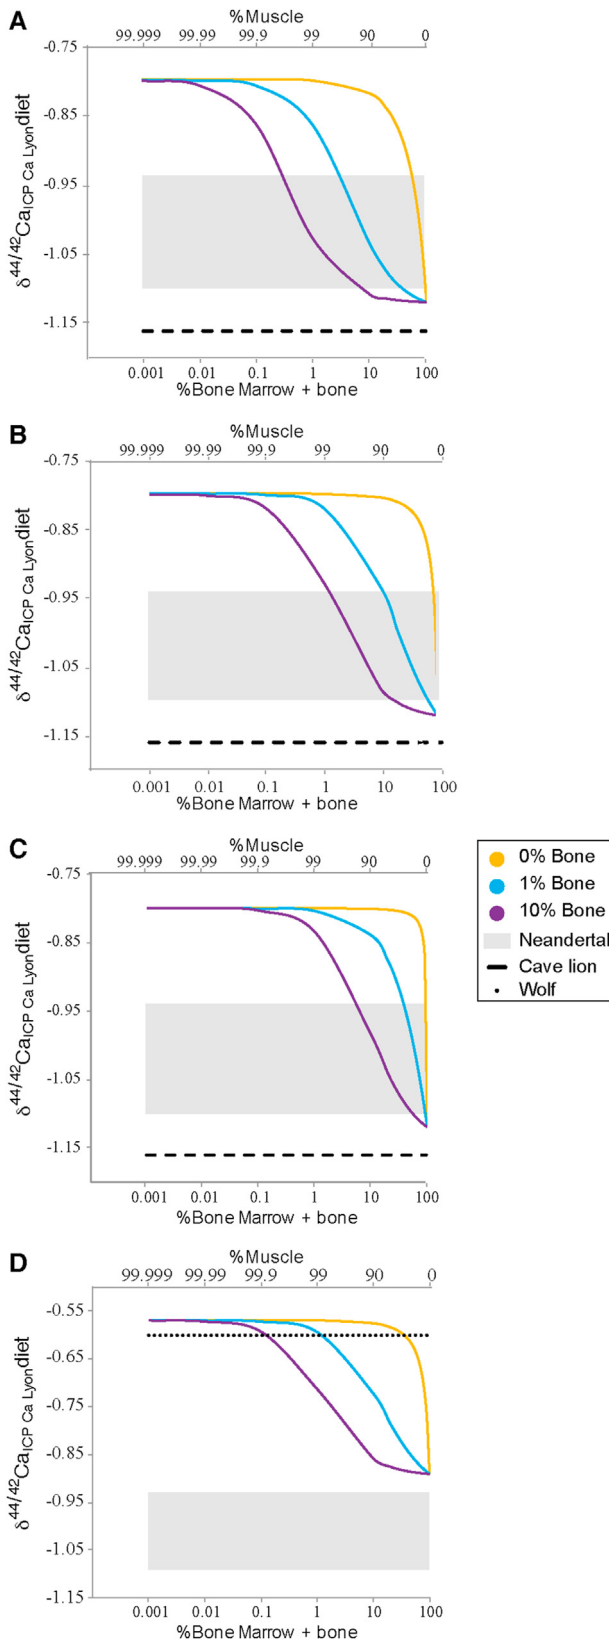 A
%Muscle
99.999 99.99 99.9 99 90 0
-0.75
-0.85
-0.95
-1.05
-1.15
δ44/42CaICP Ca Lyondiet
0.001 0.01 0.1 1 10 100
%Bone Marrow + bone
B
%Muscle
99.999 99.99 99.9 99 90 0
-0.75
-0.85
-0.95
-1.05
-1.15
δ44/42CaICP Ca Lyondiet
0.001 0.01 0.1 1 10 100
%Bone Marrow + bone
C
%Muscle
99.999 99.99 99.9 99 90 0
-0.75
-0.85
-0.95
-1.05
-1.15
δ44/42CaICP Ca Lyondiet
0.001 0.01 0.1 1 10 100
%Bone Marrow + bone
0% Bone
1% Bone
10% Bone
Neandertal
Cave lion
Wolf
D
%Muscle
99.999 99.99 99.9 99 90 0
-0.55
-0.65
-0.75
-0.85
-0.95
-1.05
-1.15
δ44/42CaICP Ca Lyondiet
0.001 0.01 0.1 1 10 100
%Bone Marrow + bone